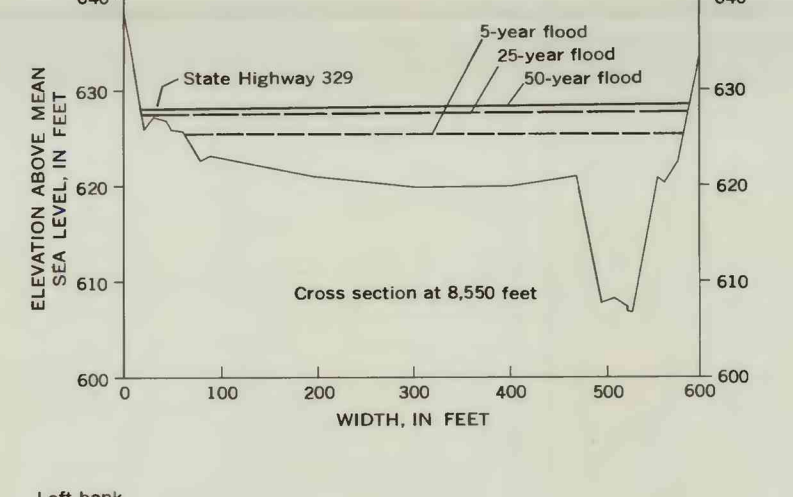 640 640
5-year flood
25-year flood
State Highway 329
50-year flood
630 630
620 620
610 610
ELEVATION ABOVE MEAN
SEA LEVEL, IN FEET
Cross section at 8,550 feet
600 600
0 100 200 300 400 500 600
WIDTH, IN FEET
Left bank